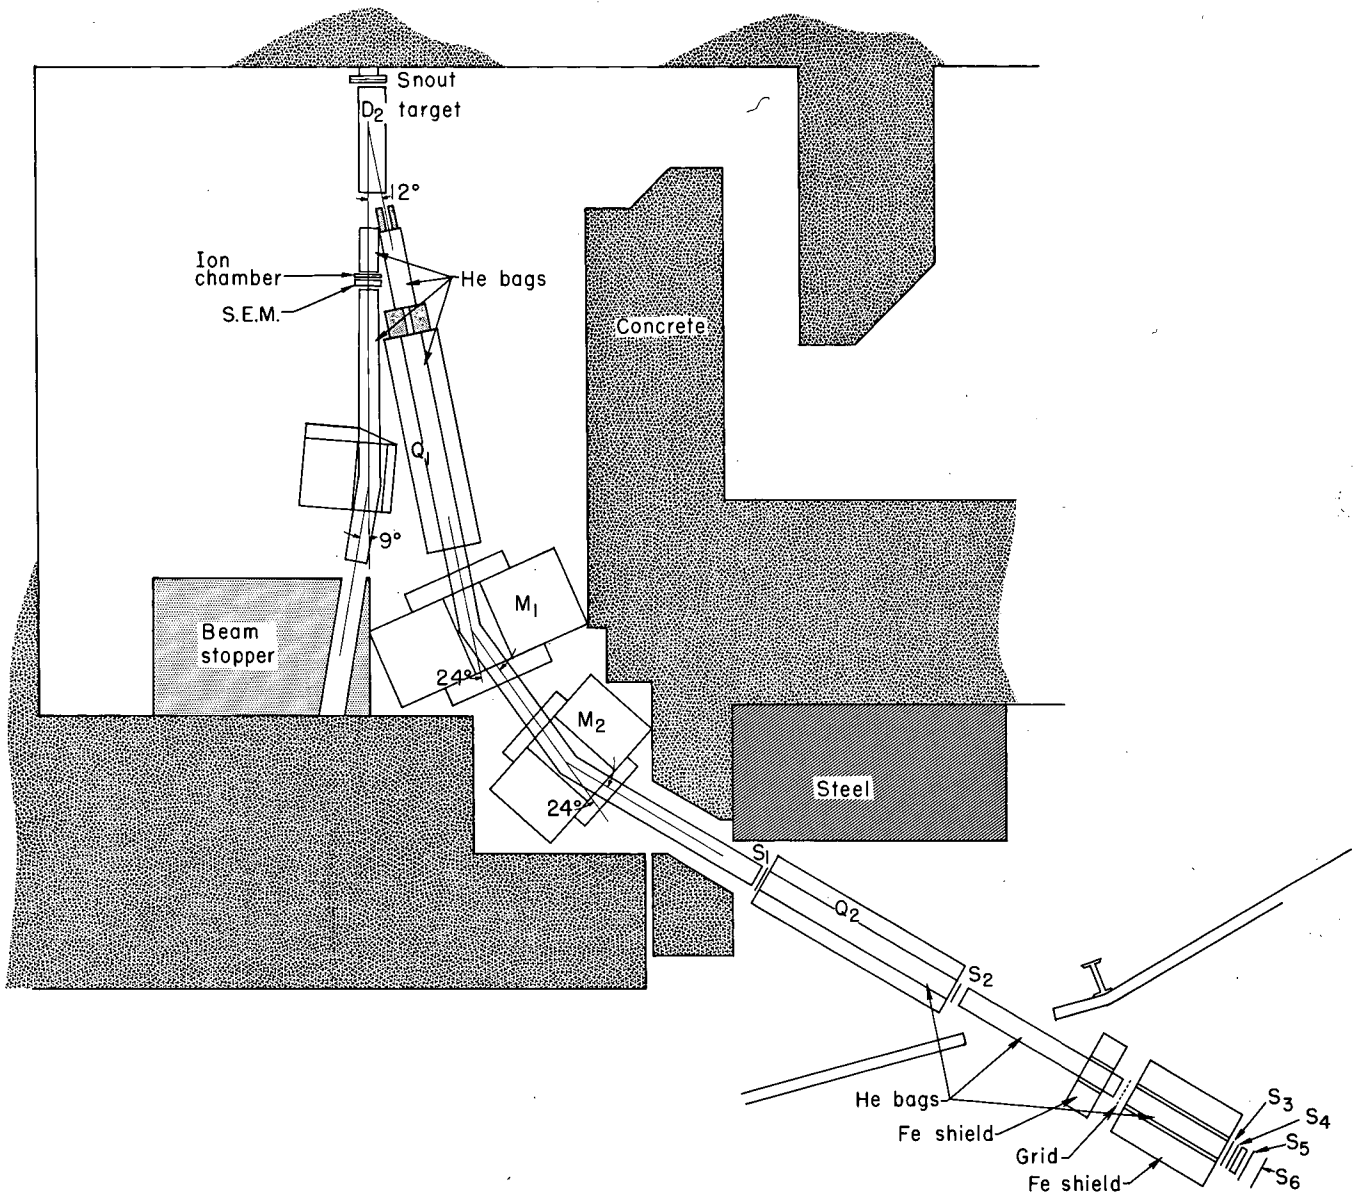 Snout
D2 target
12°
Ion
chamber
He bags
S.E.M.
Concrete
Q1
9°
M1
Beam
stopper
24°
M2
24°
Steel
S1
Q2
S2
He bags
S3
S4
Fe shield
S5
Grid
S6
Fe shield